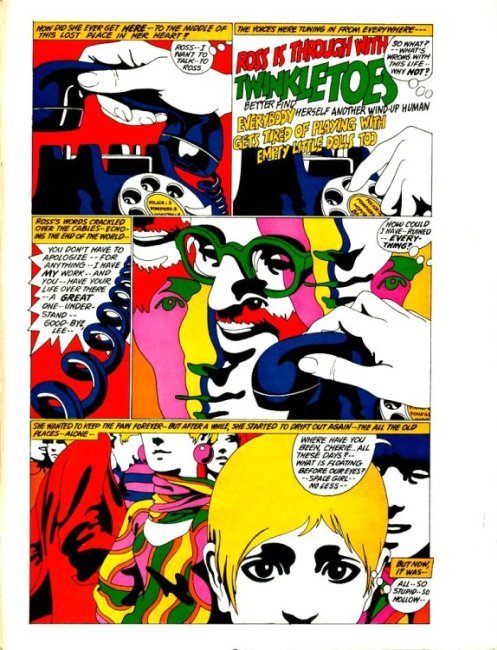 HOW DID SHE EVER GET HERE--TO THE MIDDLE OF
THIS LOST PLACE IN HER HEART?
ROSS--I
WANT TO
TALK--TO
ROSS
POLICE: 2
POMPIERS: 3
THE VOICES WERE TUNING IN FROM EVERYWHERE---
ROSS IS THROUGH WITH
TWINKLETOES
BETTER FIND HERSELF ANOTHER WIND-UP HUMAN
EVERYBODY
GETS TIRED OF PLAYING WITH
EMPTY LITTLE DOLLS TOO
SO WHAT?
--WHAT'S
WRONG WITH
THIS LIFE--
WHY NOT?
ROSS'S WORDS CRACKLED
OVER THE CABLES--ECHO-
ING THE END OF THE WORLD--
YOU DON'T HAVE TO
APOLOGIZE--FOR
ANYTHING--I HAVE
MY WORK--AND
YOU--HAVE YOUR
LIFE OVER THERE
--A GREAT
ONE--UNDER-
STAND--
GOOD-BYE
LEE--
HOW COULD
I HAVE--RUINED
--EVERY-
THING?
SHE WANTED TO KEEP THE PAIN FOREVER--BUT AFTER A WHILE, SHE STARTED TO DRIFT OUT AGAIN--THE ALL THE OLD
PLACES--ALONE--
WHERE HAVE YOU
BEEN, CHERIE..ALL
THESE DAYS?--
WHAT IS FLOATING
BEFORE OUR EYES?
--SPACE GIRL--
NO LESS--
BUT NOW,
IT WAS--
ALL--SO
STUPID--SO
HOLLOW--